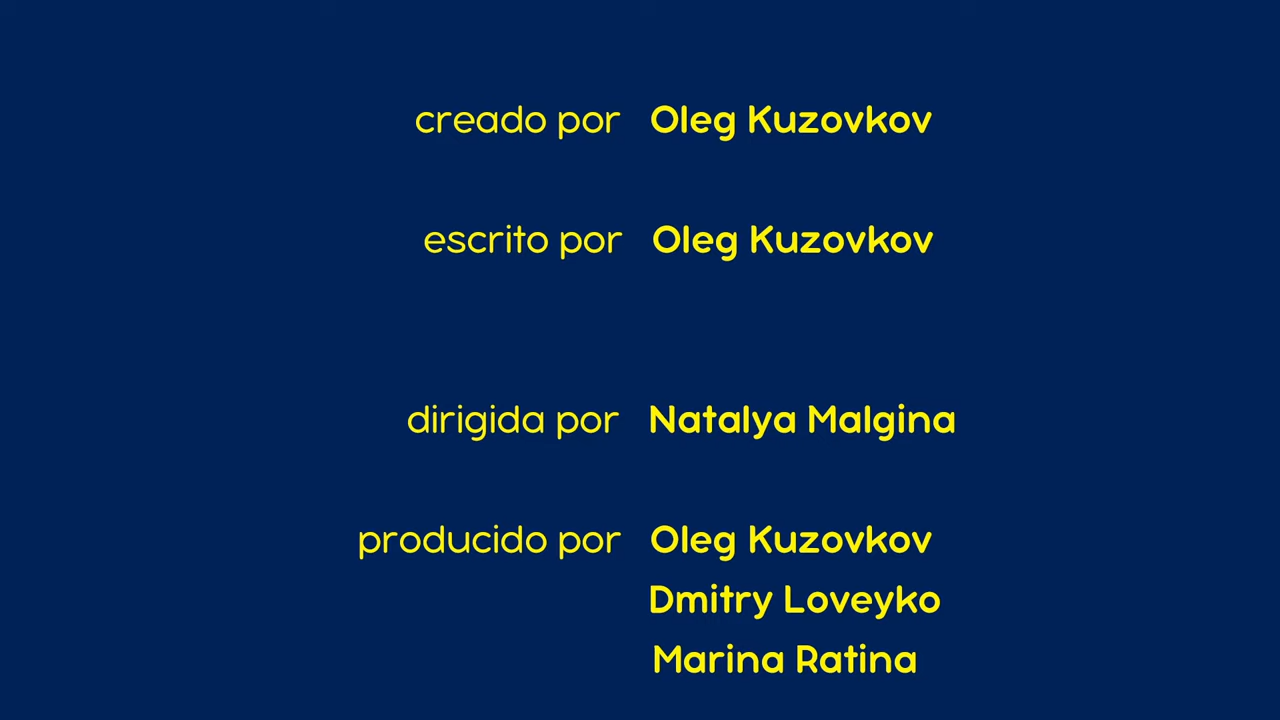 creado por Oleg Kuzovkov
escrito por Oleg Kuzovkov
dirigida por Natalya Malgina
producido por Oleg Kuzovkov
Dmitry Loveyko
Marina Ratina